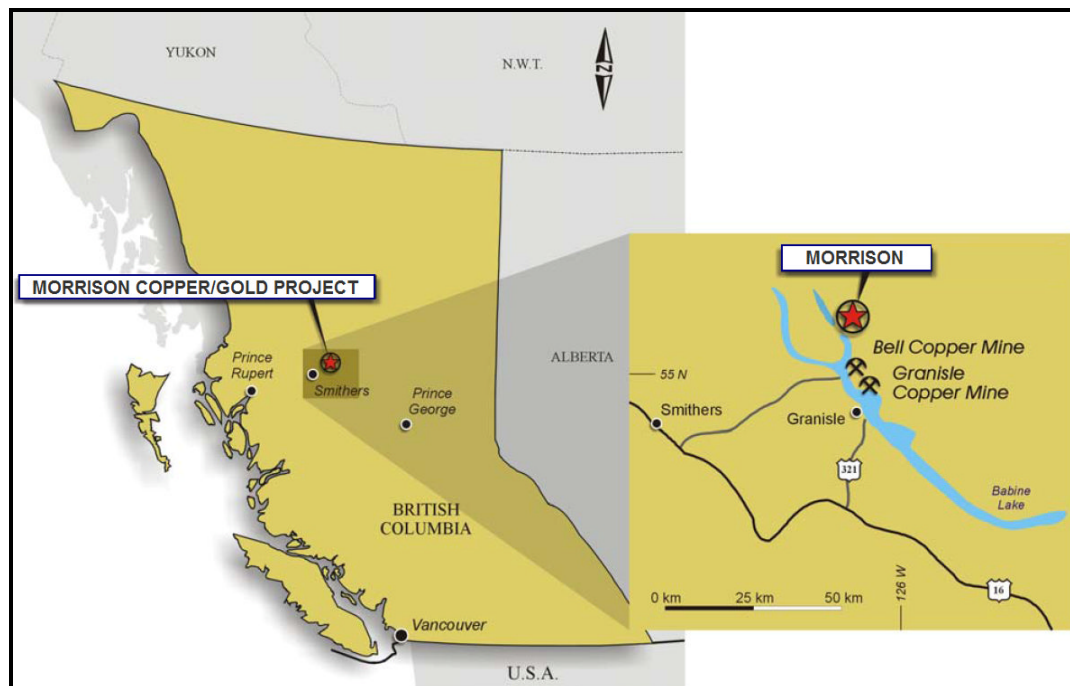 YUKON
N.W.T.
N
MORRISON COPPER/GOLD PROJECT
Prince
Rupert
Smithers
Prince
George
ALBERTA
BRITISH
COLUMBIA
Vancouver
U.S.A.
MORRISON
Bell Copper Mine
Granisle
Copper Mine
55 N
Smithers
Granisle
321
Babine
Lake
126 W
0 km
25 km
50 km
16